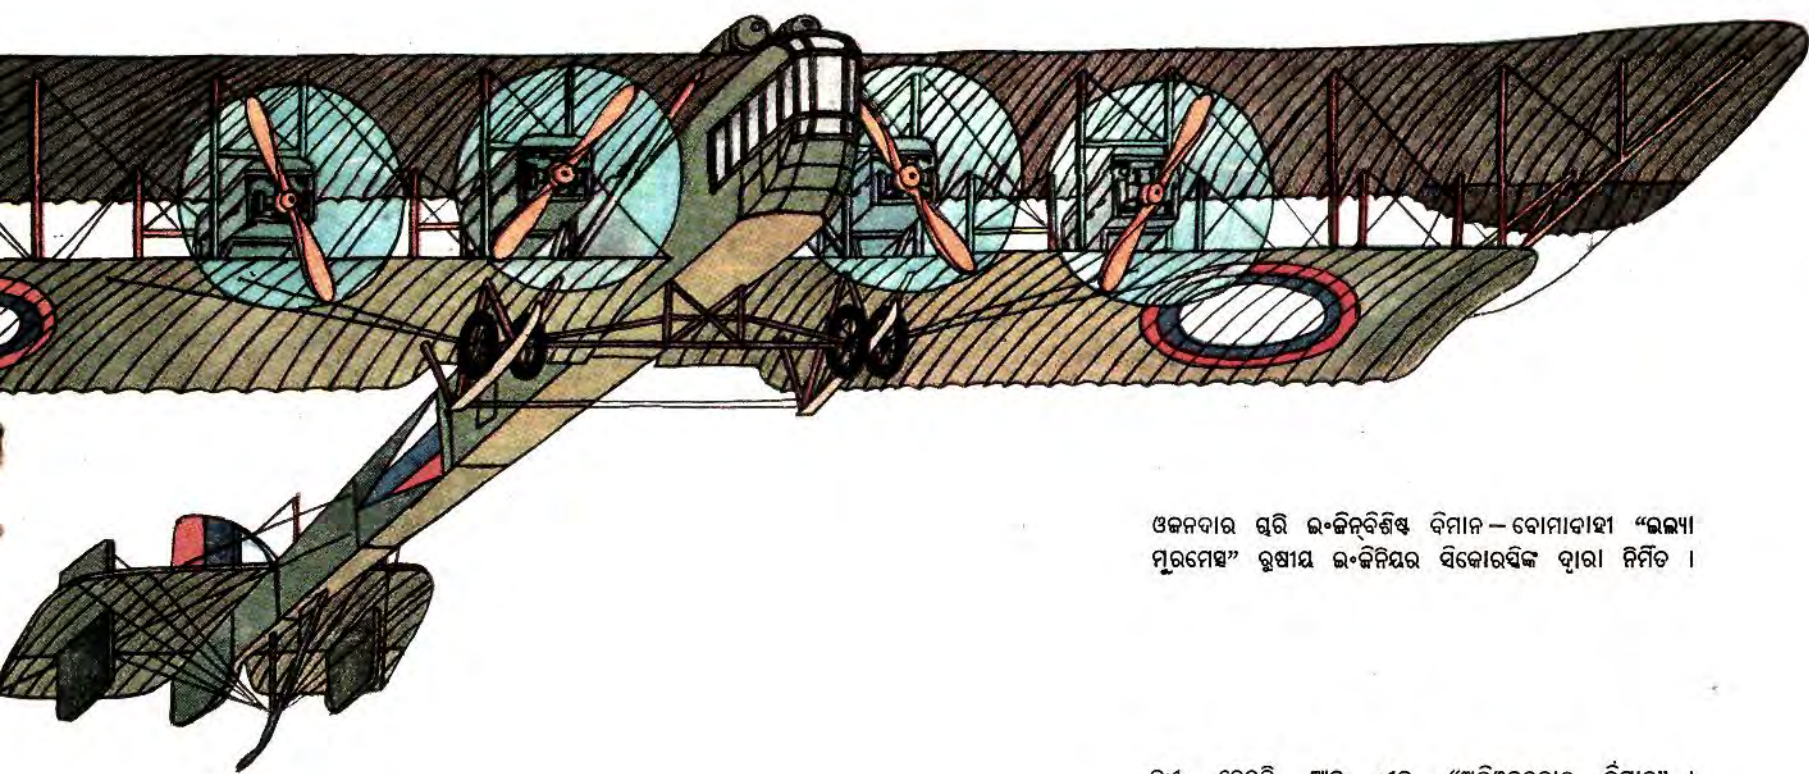 ଓଜନଦାର ଚାରି ଇଂଜିନ୍‌ବିଶିଷ୍ଟ ବିମାନ – ବୋମାବାହୀ “ଇଲ୍ୟା
ମୁରମେତ୍ସ” ରୁଷୀୟ ଇଂଜିନିୟର ସିକୋରସ୍କିଙ୍କ ଦ୍ୱାରା ନିର୍ମିତ ।